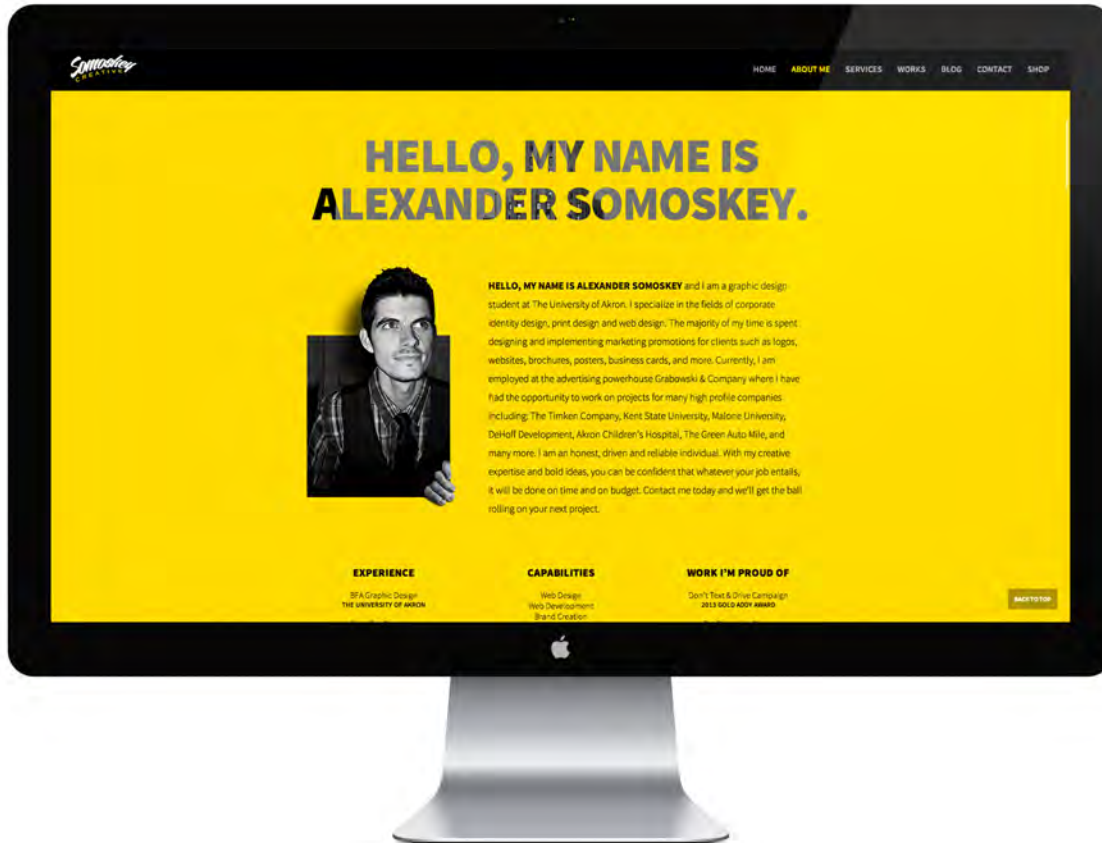 Somoskey
CREATIVE
HOME ABOUT ME SERVICES WORKS BLOG CONTACT SHOP
HELLO, MY NAME IS
ALEXANDER SOMOSKEY.
HELLO, MY NAME IS ALEXANDER SOMOSKEY and I am a graphic design
student at The University of Akron. I specialize in the fields of corporate
identity design, print design and web design. The majority of my time is spent
designing and implementing marketing promotions for clients such as logos,
websites, brochures, posters, business cards, and more. Currently, I am
employed at the advertising powerhouse Grabowski & Company where I have
had the opportunity to work on projects for many high profile companies
including: The Timken Company, Kent State University, Malone University,
DeHoff Development, Akron Children's Hospital, The Green Auto Mile, and
many more. I am an honest, driven and reliable individual. With my creative
expertise and bold ideas, you can be confident that whatever your job entails,
it will be done on time and on budget. Contact me today and we'll get the ball
rolling on your next project.
EXPERIENCE
BFA Graphic Design
THE UNIVERSITY OF AKRON
CAPABILITIES
Web Design
Web Development
Brand Creation
WORK I'M PROUD OF
Don't Text & Drive Campaign
2013 GOLD ADDY AWARD
BACK TO TOP